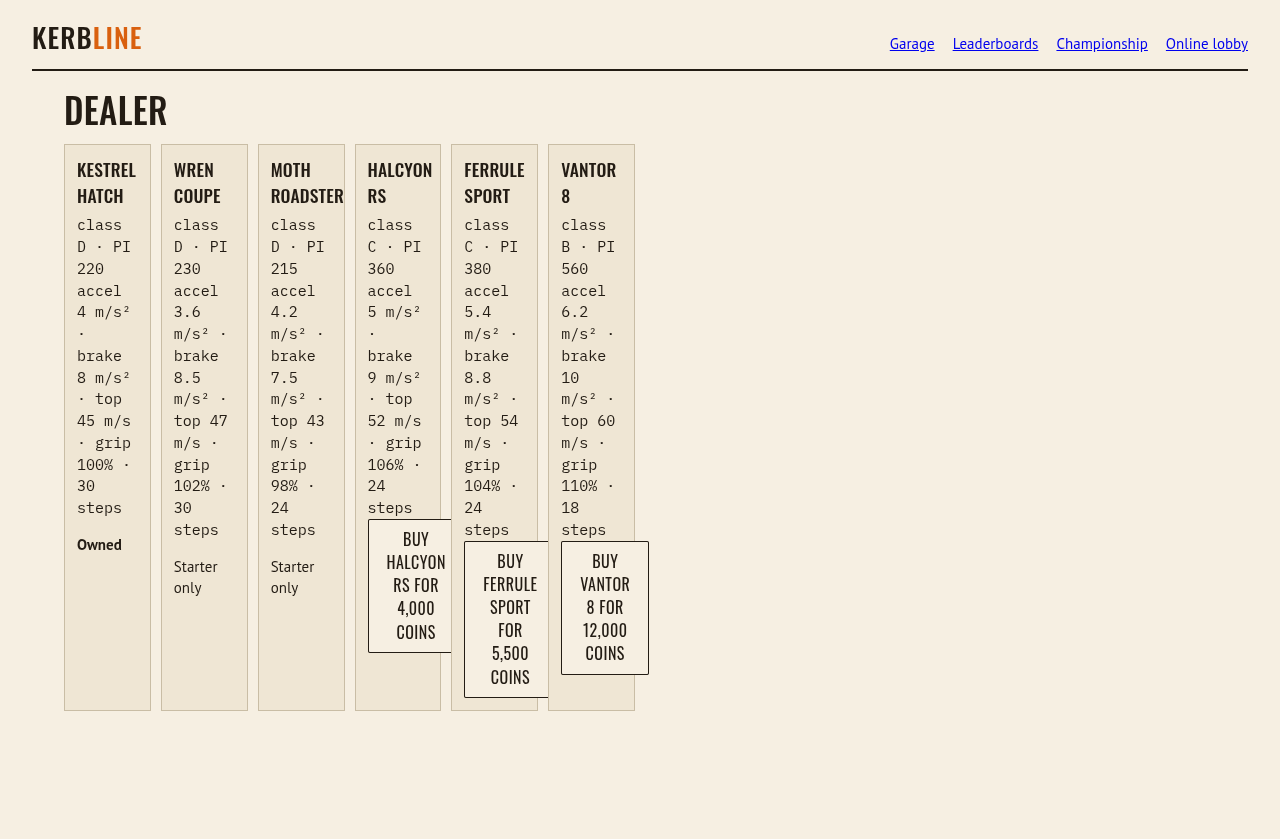 KERBLINE
Garage Leaderboards Championship Online lobby
DEALER
KESTREL
HATCH
class
D · PI
220
accel
4 m/s²
·
brake
8 m/s²
· top
45 m/s
· grip
100% ·
30
steps
Owned
WREN
COUPE
class
D · PI
230
accel
3.6
m/s² ·
brake
8.5
m/s² ·
top 47
m/s ·
grip
102% ·
30
steps
Starter
only
MOTH
ROADSTER
class
D · PI
215
accel
4.2
m/s² ·
brake
7.5
m/s² ·
top 43
m/s ·
grip
98% ·
24
steps
Starter
only
HALCYON
RS
class
C · PI
360
accel
5 m/s²
·
brake
9 m/s²
· top
52 m/s
· grip
106% ·
24
steps
BUY
HALCYON
RS FOR
4,000
COINS
FERRULE
SPORT
class
C · PI
380
accel
5.4
m/s² ·
brake
8.8
m/s² ·
top 54
m/s ·
grip
104% ·
24
steps
BUY
FERRULE
SPORT
FOR
5,500
COINS
VANTOR
8
class
B · PI
560
accel
6.2
m/s² ·
brake
10
m/s² ·
top 60
m/s ·
grip
110% ·
18
steps
BUY
VANTOR
8 FOR
12,000
COINS